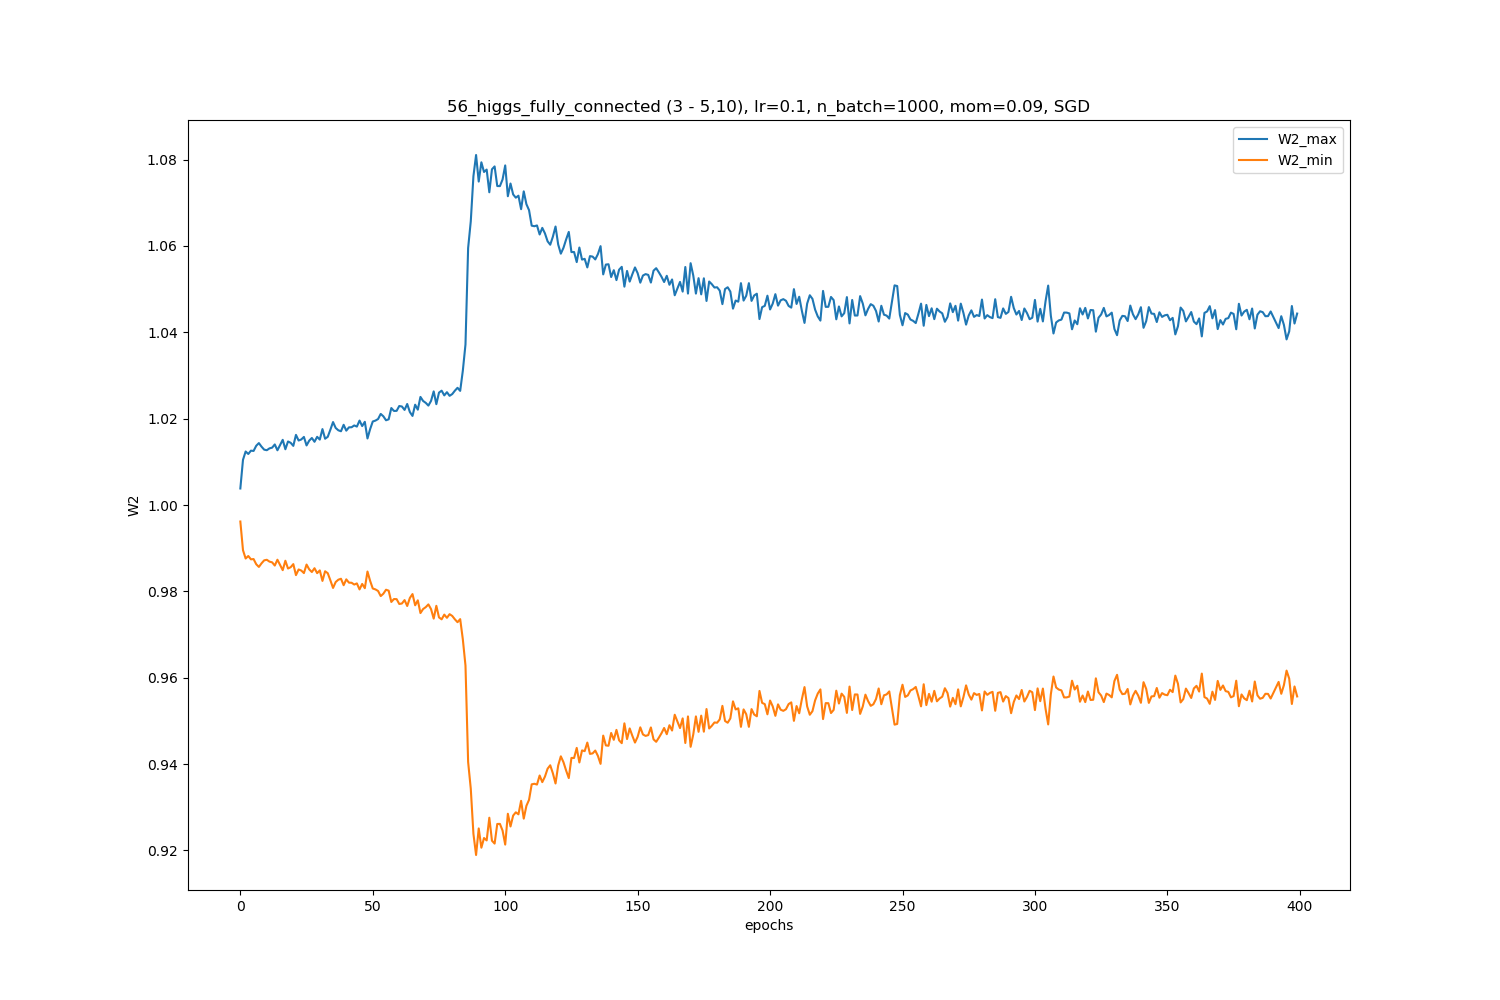 56_higgs_fully_connected (3 - 5,10), lr=0.1, n_batch=1000, mom=0.09, SGD
W2_max
W2_min
1.08
1.06
1.04
1.02
1.00
0.98
0.96
0.94
0.92
W2
0 50 100 150 200 250 300 350 400
epochs